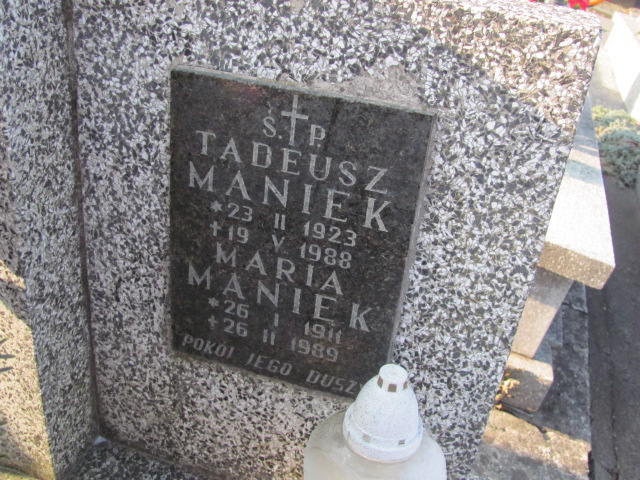 Ś.P.
TADEUSZ
MANIEK
*23 II 1923
†19 V 1988
MARIA
MANIEK
*26 I 1911
+26 II 1989
POKÓJ JEGO DUSZY